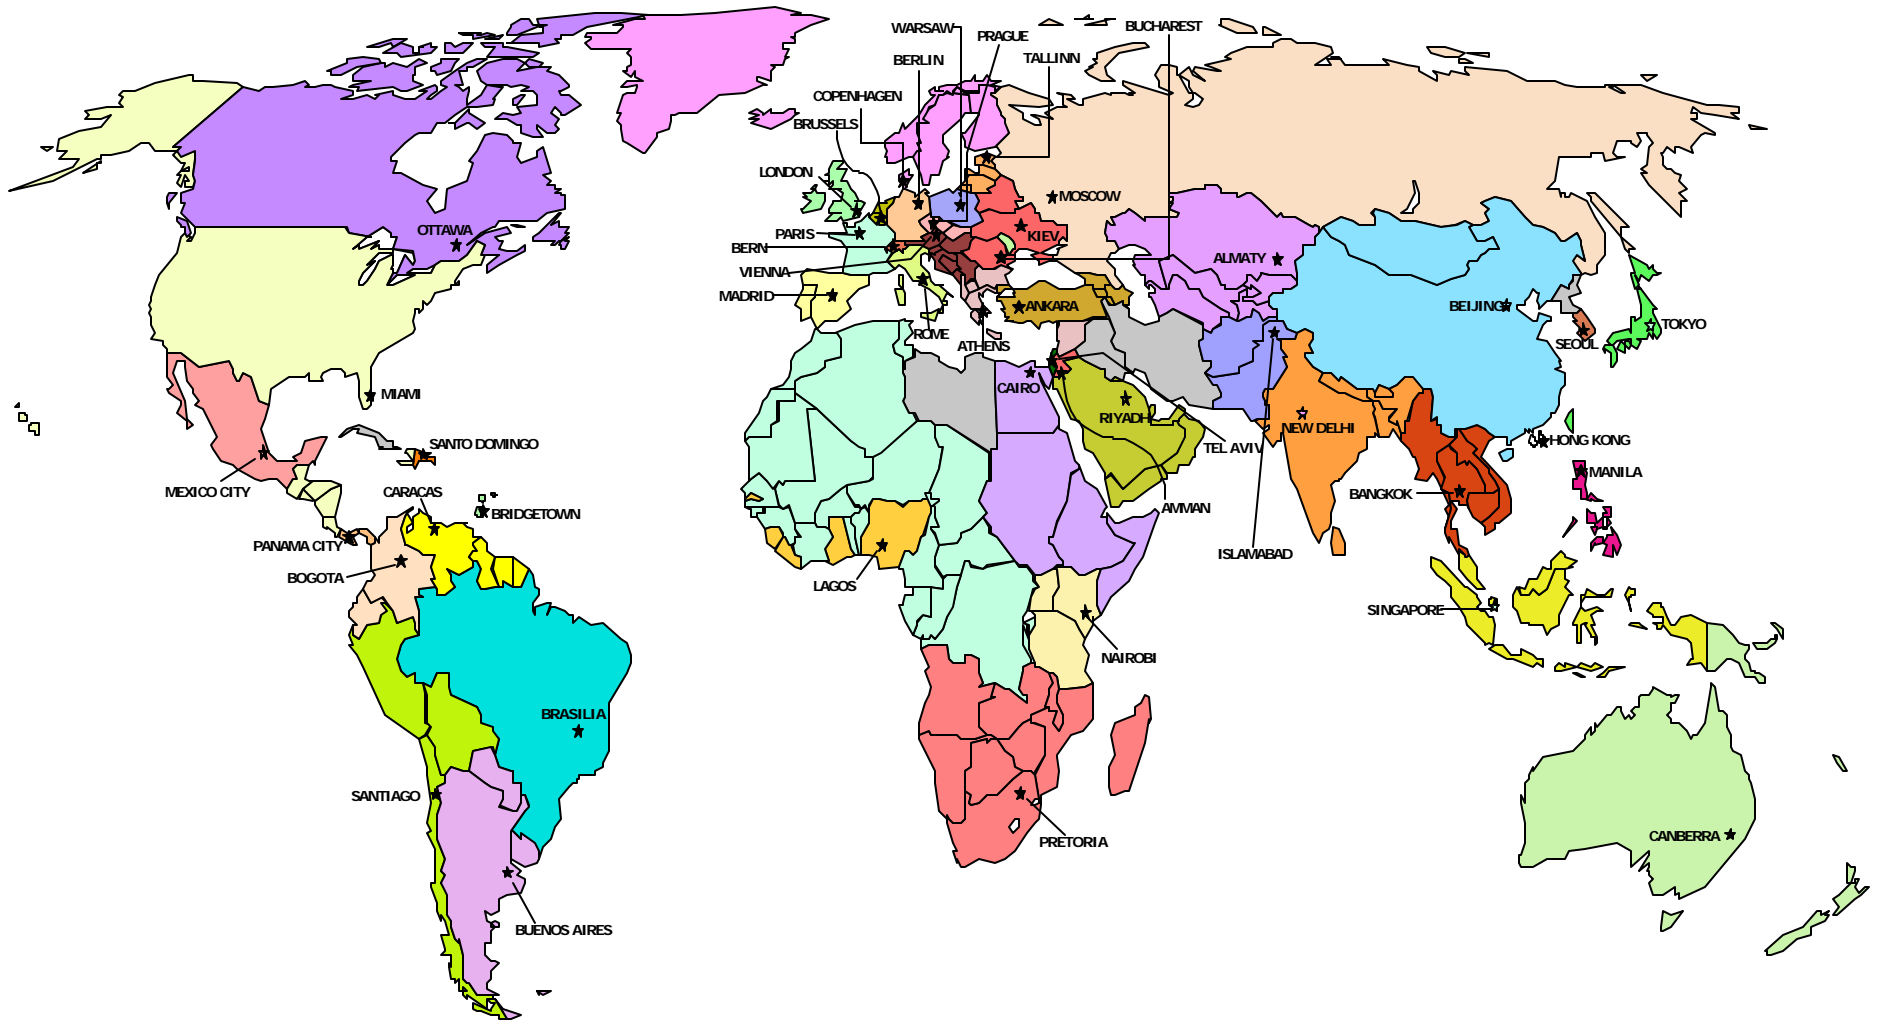 WARSAW
BUCHAREST
PRAGUE
BERLIN
TALLINN
COPENHAGEN
BRUSSELS
LONDON
MOSCOW
OTTAWA
PARIS
KIEV
BERN
ALMATY
VIENNA
MADRID
ANKARA
BEIJING
TOKYO
ROME
ATHENS
SEOUL
CAIRO
MIAMI
RIYADH
NEW DELHI
SANTO DOMINGO
HONG KONG
TEL AVIV
MANILA
MEXICO CITY
CARACAS
BANGKOK
BRIDGETOWN
AMMAN
PANAMA CITY
ISLAMABAD
BOGOTA
LAGOS
SINGAPORE
NAIROBI
BRASILIA
SANTIAGO
CANBERRA
PRETORIA
BUENOS AIRES